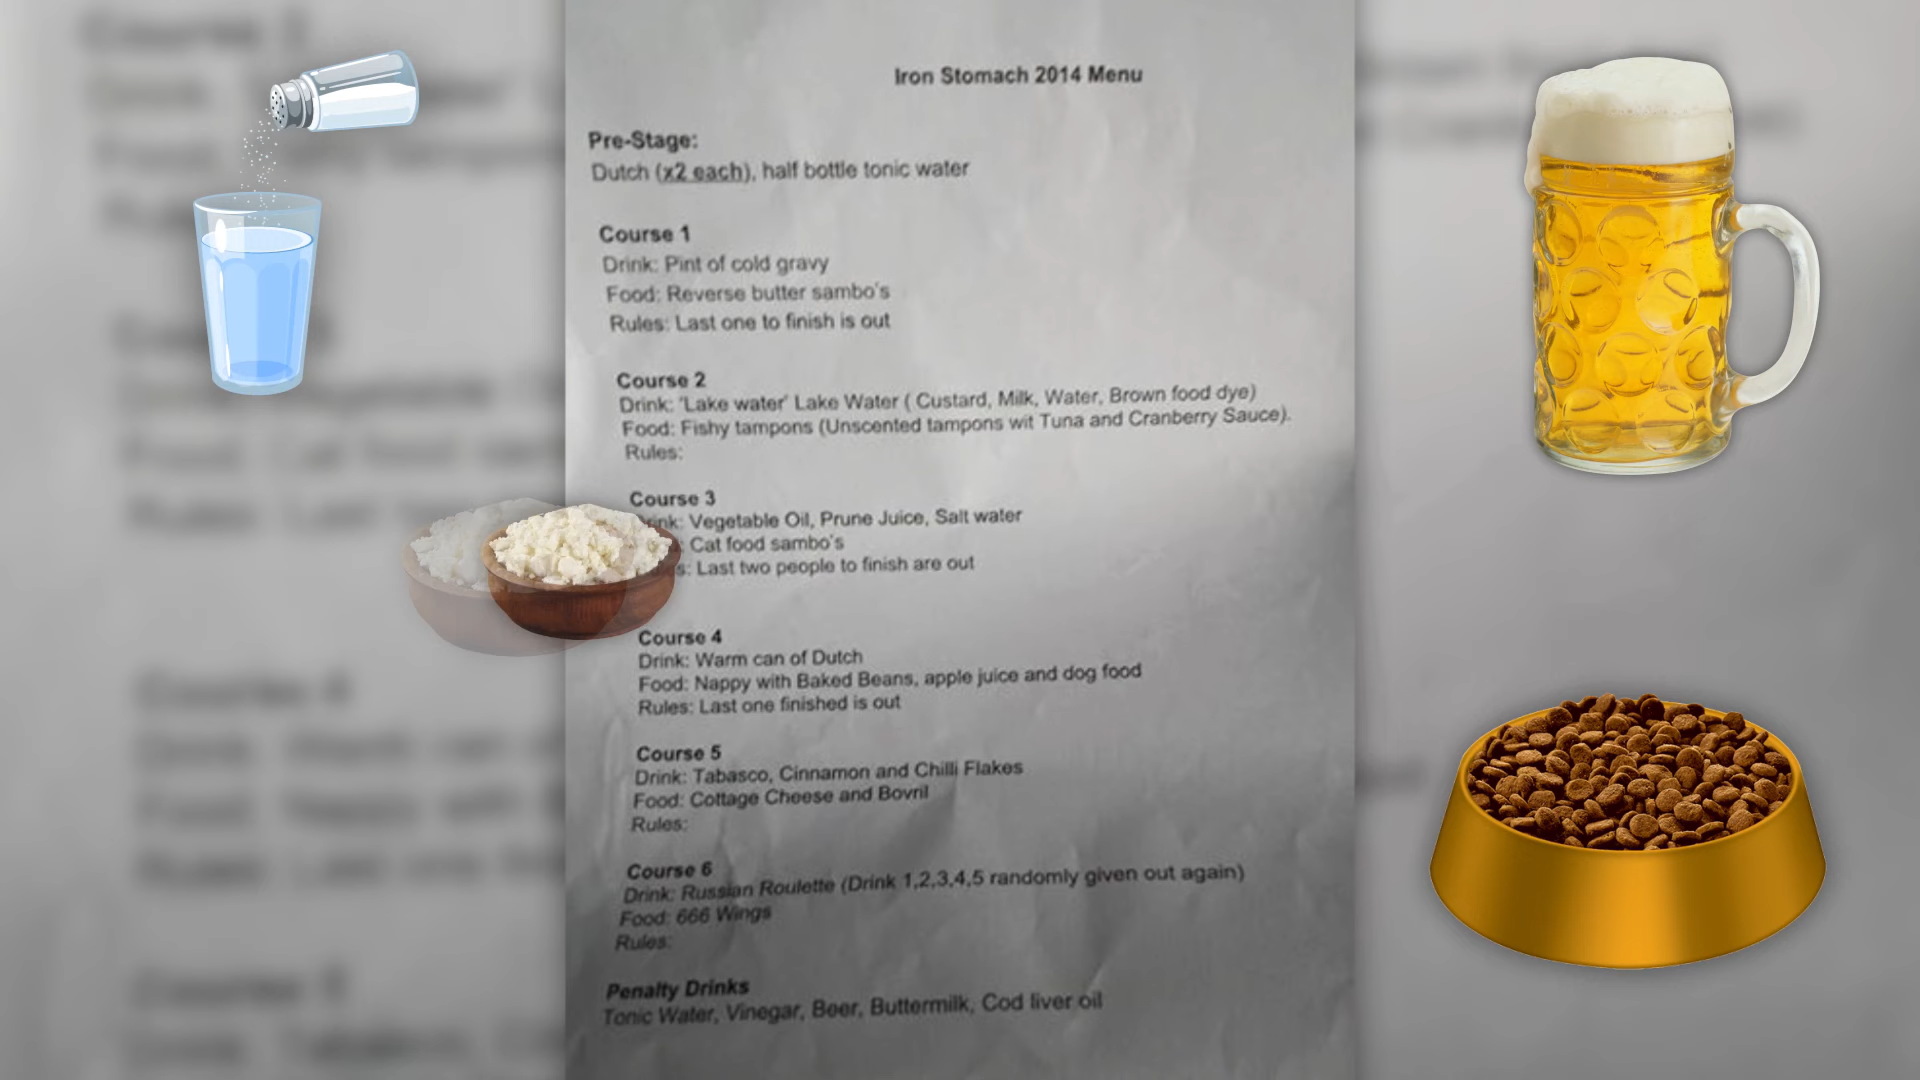 Iron Stomach 2014 Menu
Pre-Stage:
Dutch (x2 each), half bottle tonic water
Course 1
Drink: Pint of cold gravy
Food: Reverse butter sambo's
Rules: Last one to finish is out
Course 2
Drink: 'Lake water' Lake Water ( Custard, Milk, Water, Brown food dye)
Food: Fishy tampons (Unscented tampons wit Tuna and Cranberry Sauce).
Rules:
Course 3
Vegetable Oil, Prune Juice, Salt water
Cat food sambo's
Last two people to finish are out
Course 4
Drink: Warm can of Dutch
Food: Nappy with Baked Beans, apple juice and dog food
Rules: Last one finished is out
Course 5
Drink: Tabasco, Cinnamon and Chilli Flakes
Food: Cottage Cheese and Bovril
Rules:
Course 6
Drink: Russian Roulette (Drink 1,2,3,4,5 randomly given out again)
Food: 666 Wings
Rules:
Penalty Drinks
Tonic Water, Vinegar, Beer, Buttermilk, Cod liver oil